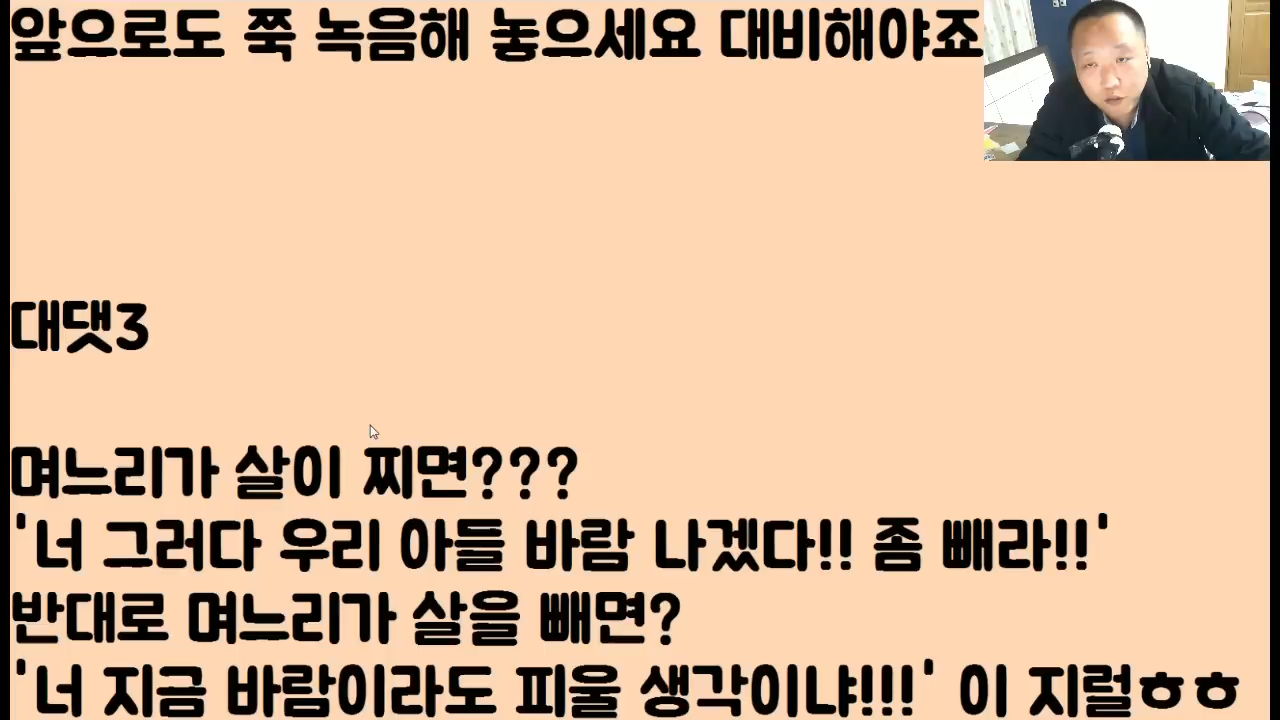 앞으로도 쭉 녹음해 놓으세요 대비해야죠
대댓3
며느리가 살이 찌면???
'너 그러다 우리 아들 바람 나겠다!! 좀 빼라!!'
반대로 며느리가 살을 빼면?
'너 지금 바람이라도 피울 생각이냐!!!' 이 지럴ㅎㅎ